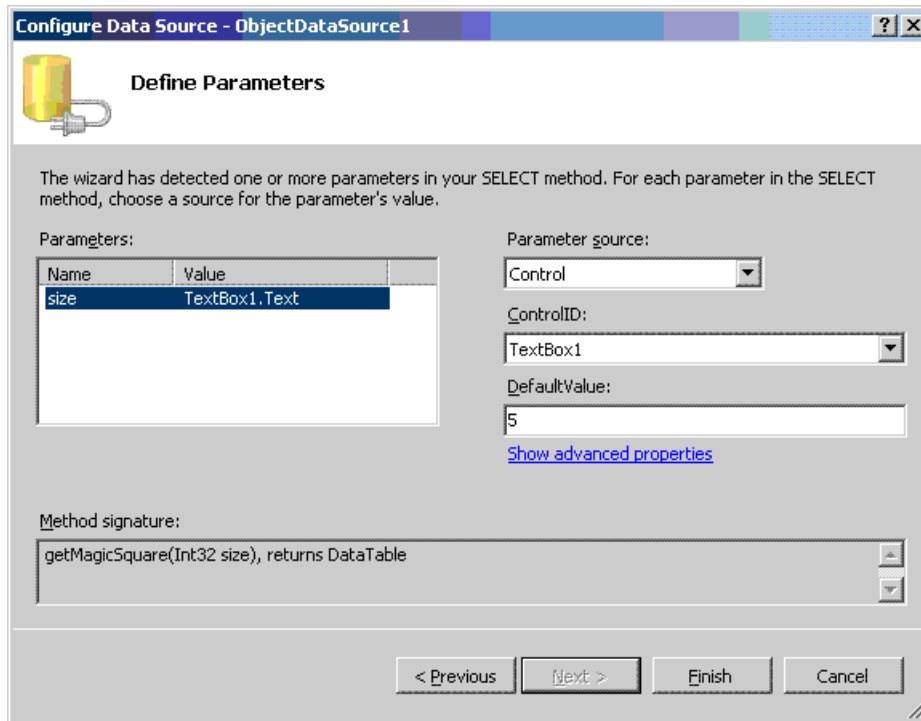 Configure Data Source - ObjectDataSource1
Define Parameters
The wizard has detected one or more parameters in your SELECT method. For each parameter in the SELECT
method, choose a source for the parameter's value.
Parameters:
Name Value
size TextBox1.Text
Parameter source:
Control
ControlID:
TextBox1
DefaultValue:
5
Show advanced properties
Method signature:
getMagicSquare(Int32 size), returns DataTable
< Previous Next > Finish Cancel